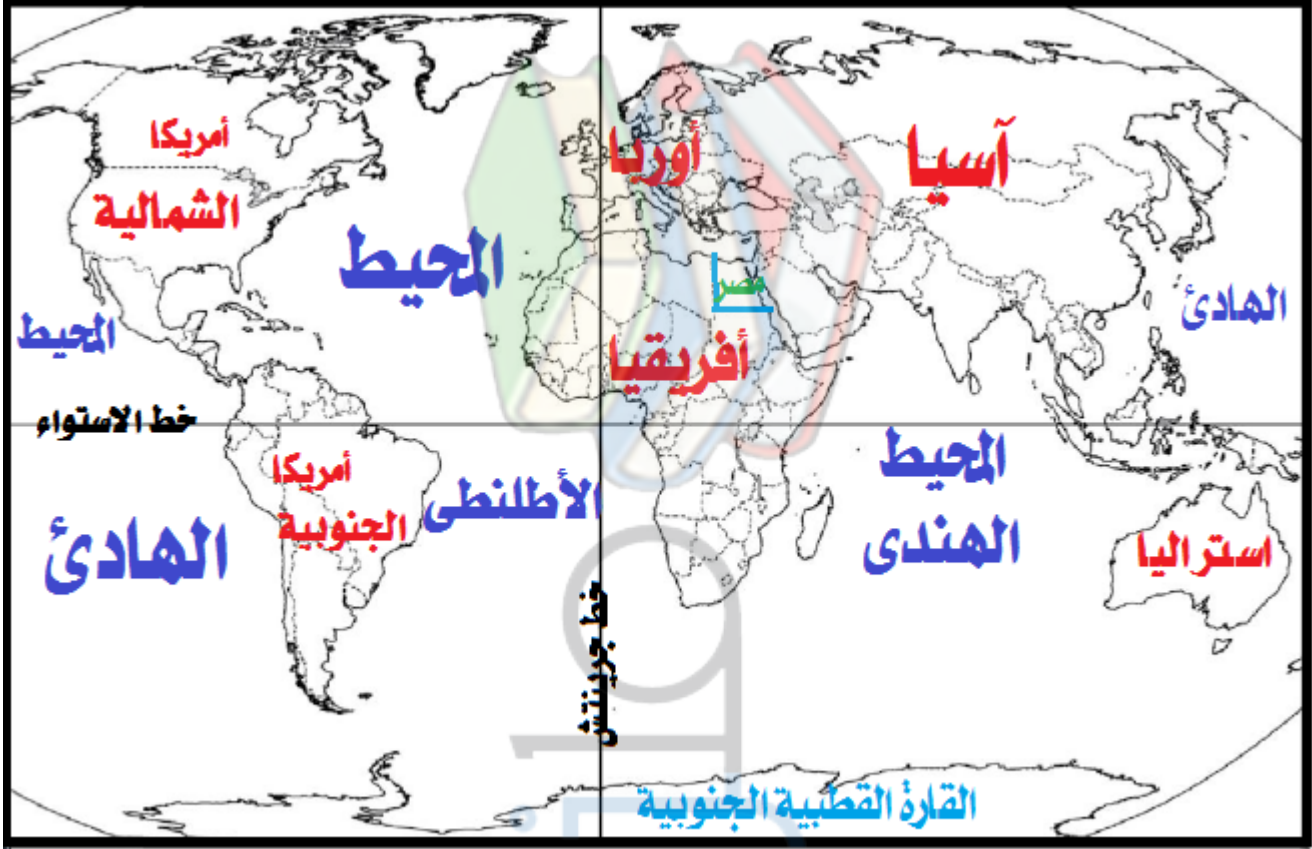 أمريكا
الشمالية
أوربا
آسيا
المحيط
مصر
الهادئ
المحيط
أفريقيا
خط الاستواء
أمريكا
الجنوبية
الهادئ
الأطلنطى
المحيط
الهندى
استراليا
خط جرينتش
القارة القطبية الجنوبية